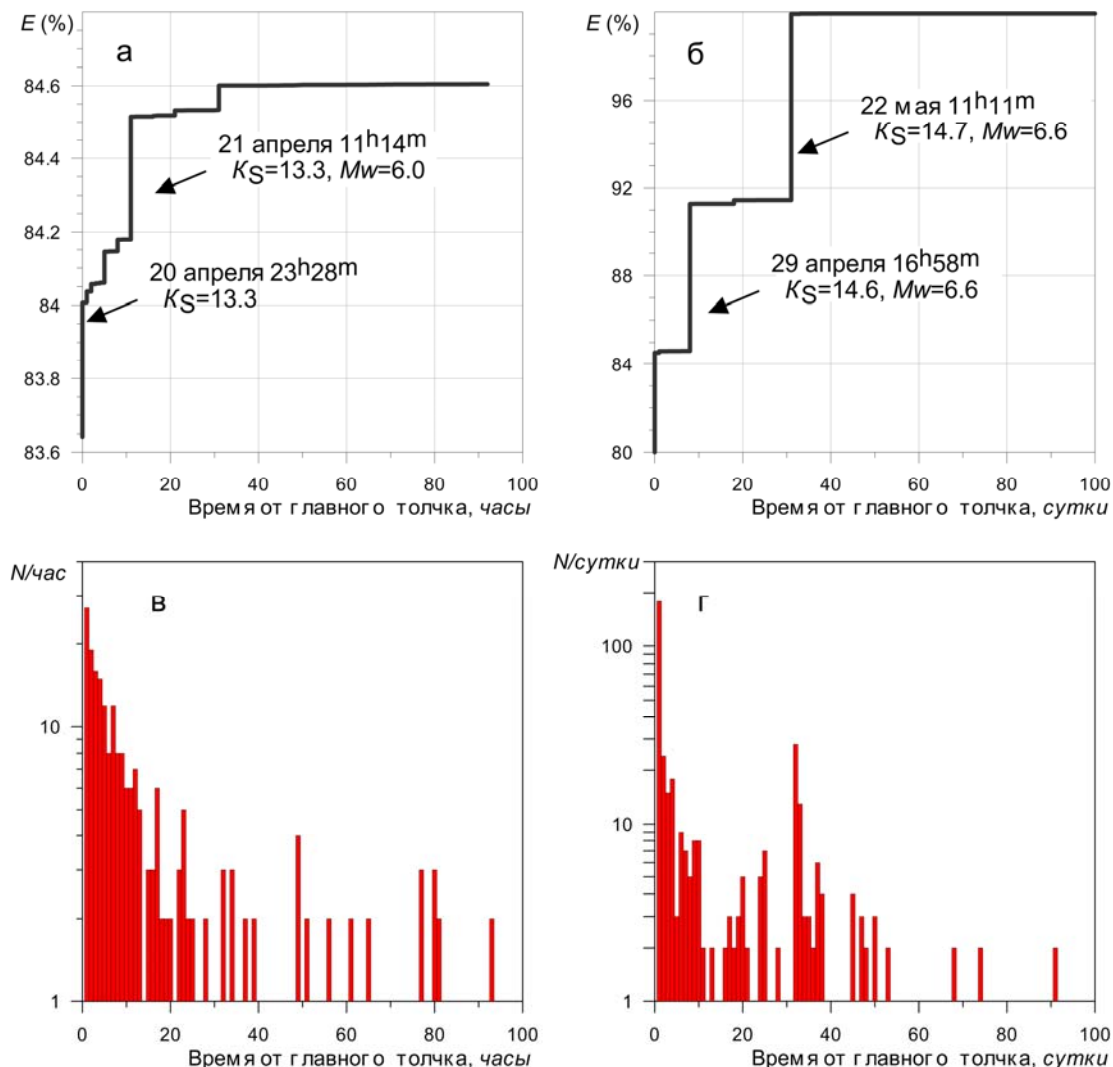 E (%)
а
84.6
84.4
84.2
84
83.8
83.6
21 апреля 11h14m
KS=13.3, Mw=6.0
20 апреля 23h28m
KS=13.3
0 20 40 60 80 100
Время от главного толчка, часы
E (%)
б
96
92
88
84
80
22 мая 11h11m
KS=14.7, Mw=6.6
29 апреля 16h58m
KS=14.6, Mw=6.6
0 20 40 60 80 100
Время от главного толчка, сутки
N/час
в
10
1
0 20 40 60 80 100
Время от главного толчка, часы
N/сутки
г
100
10
1
0 20 40 60 80 100
Время от главного толчка, сутки